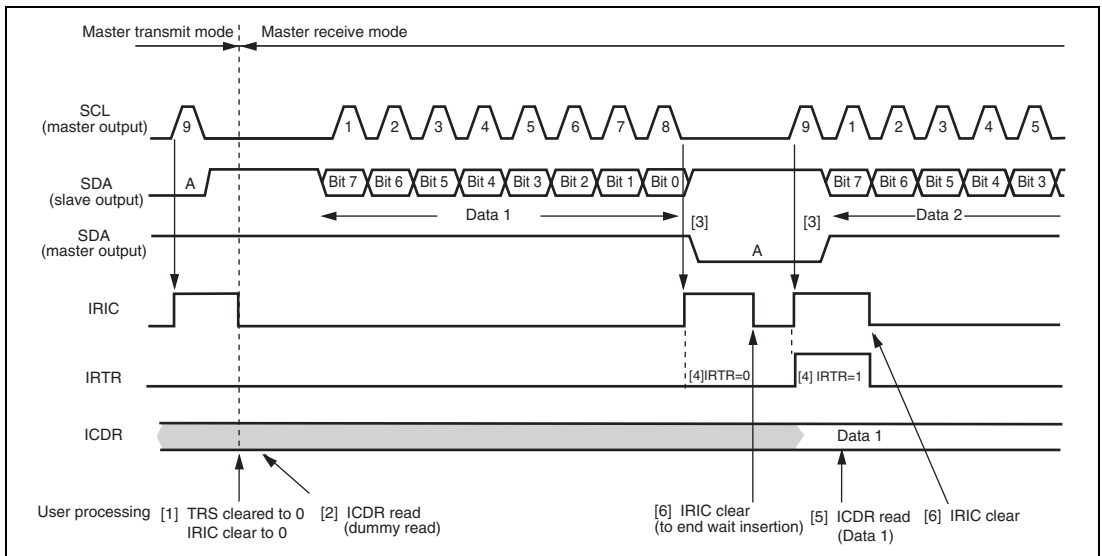 Master transmit mode Master receive mode
SCL
(master output)
9 1 2 3 4 5 6 7 8 9 1 2 3 4 5
SDA
(slave output)
A Bit 7 Bit 6 Bit 5 Bit 4 Bit 3 Bit 2 Bit 1 Bit 0 Bit 7 Bit 6 Bit 5 Bit 4 Bit 3
Data 1 [3] [3] Data 2
SDA
(master output)
A
IRIC
IRTR
[4]IRTR=0 [4] IRTR=1
ICDR
Data 1
User processing [1] TRS cleared to 0
IRIC clear to 0
[2] ICDR read
(dummy read)
[6] IRIC clear
(to end wait insertion)
[5] ICDR read
(Data 1)
[6] IRIC clear